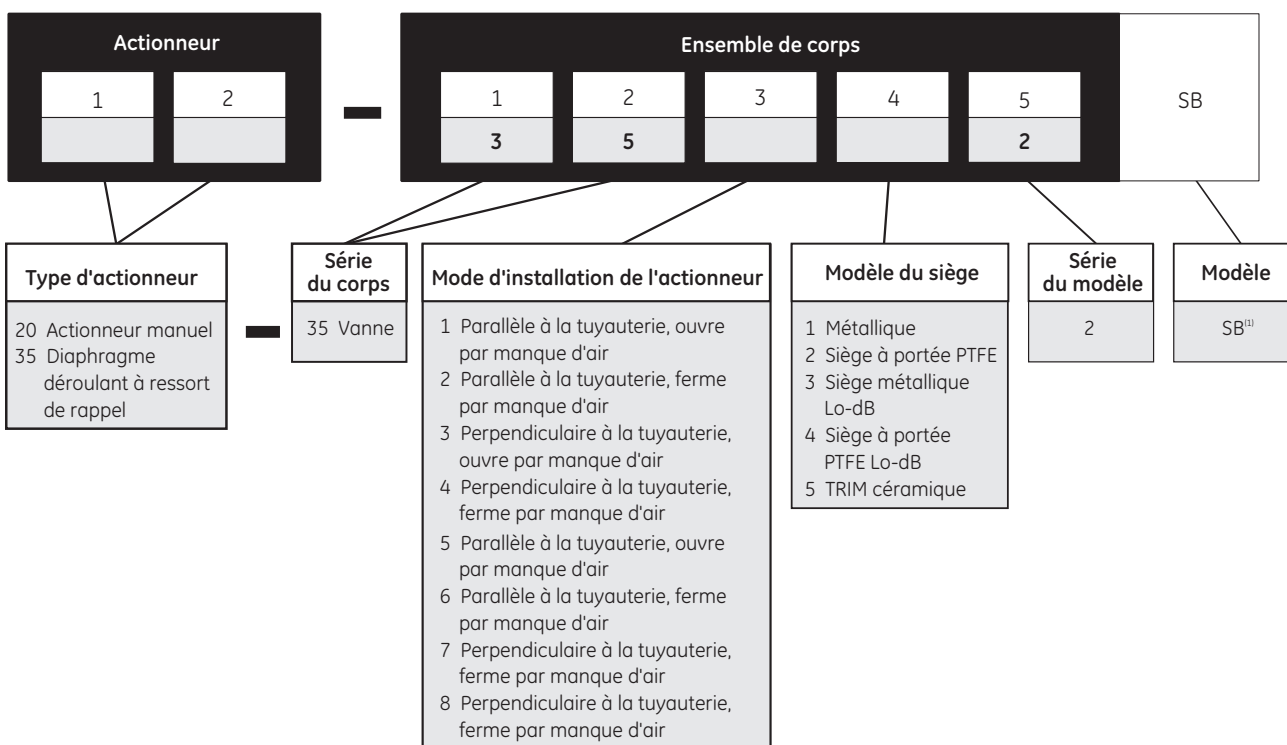 Actionneur
Ensemble de corps
1
2
1
2
3
4
5
SB
3
5
2
Type d'actionneur
20 Actionneur manuel
35 Diaphragme
déroulant à ressort
de rappel
Série
du corps
35 Vanne
Mode d'installation de l'actionneur
1 Parallèle à la tuyauterie, ouvre
par manque d'air
2 Parallèle à la tuyauterie, ferme
par manque d'air
3 Perpendiculaire à la tuyauterie,
ouvre par manque d'air
4 Perpendiculaire à la tuyauterie,
ferme par manque d'air
5 Parallèle à la tuyauterie, ouvre
par manque d'air
6 Parallèle à la tuyauterie, ferme
par manque d'air
7 Perpendiculaire à la tuyauterie,
ferme par manque d'air
8 Perpendiculaire à la tuyauterie,
ferme par manque d'air
Modèle du siège
1 Métallique
2 Siège à portée PTFE
3 Siège métallique
Lo-dB
4 Siège à portée
PTFE Lo-dB
5 TRIM céramique
Série
du modèle
2
Modèle
SB(1)